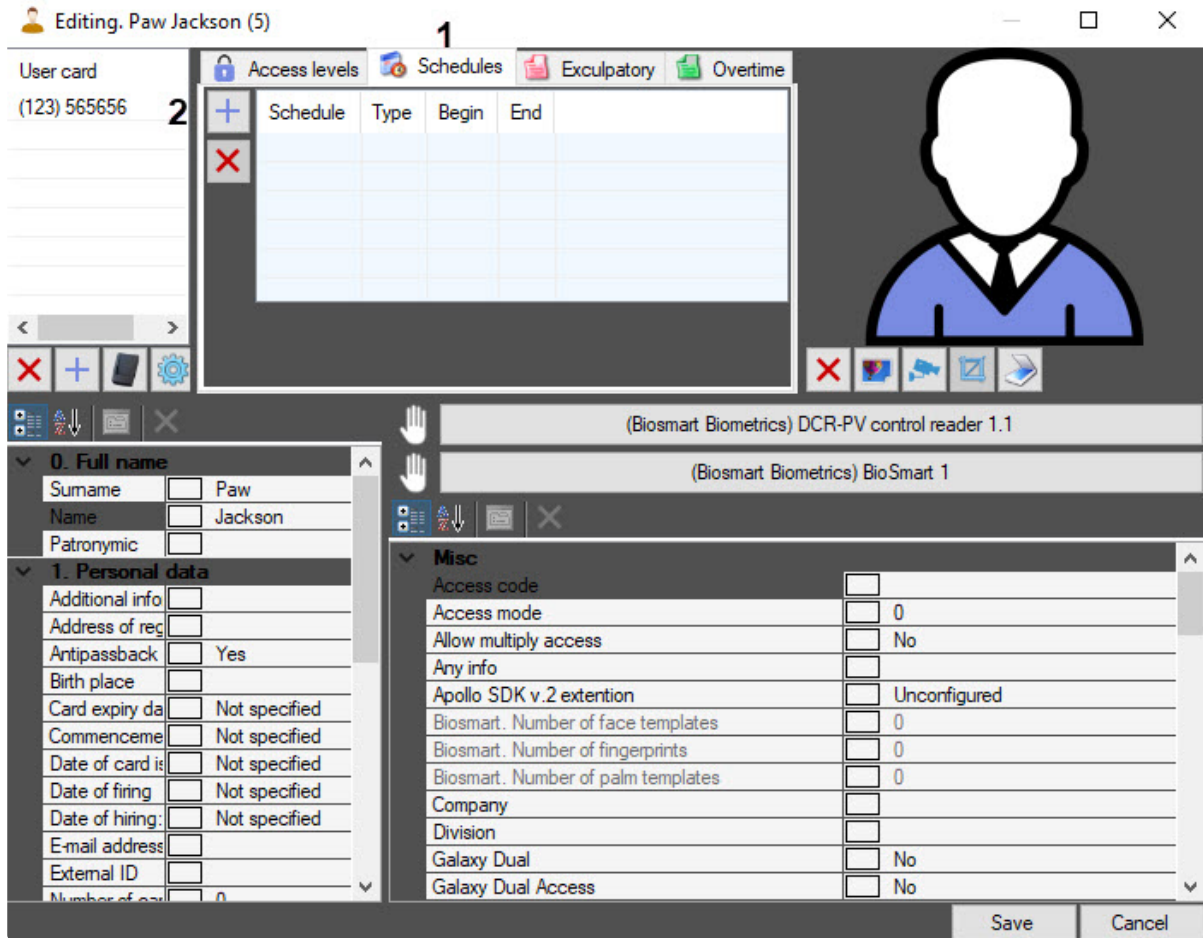 Editing. Paw Jackson (5)
1
User card
(123) 565656
2
Access levels Schedules Exculpatory Overtime
Schedule Type Begin End
(Biosmart Biometrics) DCR-PV control reader 1.1
(Biosmart Biometrics) BioSmart 1
0. Full name
Surname Paw
Name Jackson
Patronymic
1. Personal data
Additional info
Address of reg
Antipassback Yes
Birth place
Card expiry da Not specified
Commenceme Not specified
Date of card is Not specified
Date of firing Not specified
Date of hiring: Not specified
E-mail address
External ID
Number of car 0
Misc
Access code
Access mode 0
Allow multiply access No
Any info
Apollo SDK v.2 extention Unconfigured
Biosmart. Number of face templates 0
Biosmart. Number of fingerprints 0
Biosmart. Number of palm templates 0
Company
Division
Galaxy Dual No
Galaxy Dual Access No
Save Cancel